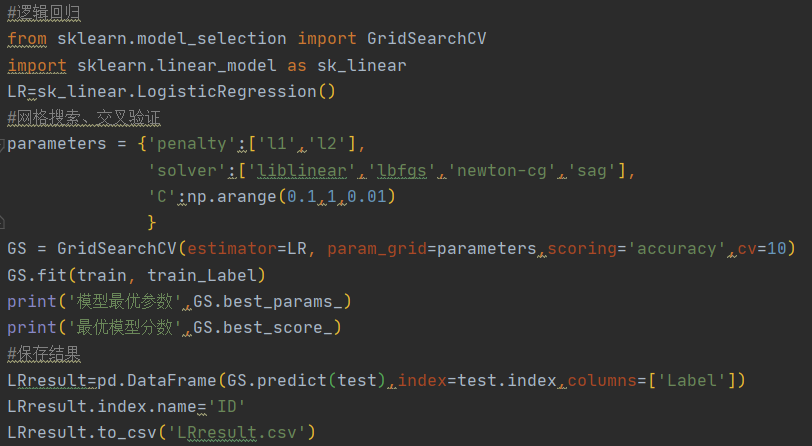 #逻辑回归
from sklearn.model_selection import GridSearchCV
import sklearn.linear_model as sk_linear
LR=sk_linear.LogisticRegression()
#网格搜索、交叉验证
parameters = {'penalty':['l1','l2'],
              'solver':['liblinear','lbfgs','newton-cg','sag'],
              'C':np.arange(0.1,1,0.01)
              }
GS = GridSearchCV(estimator=LR, param_grid=parameters,scoring='accuracy',cv=10)
GS.fit(train, train_Label)
print('模型最优参数',GS.best_params_)
print('最优模型分数',GS.best_score_)
#保存结果
LRresult=pd.DataFrame(GS.predict(test),index=test.index,columns=['Label'])
LRresult.index.name='ID'
LRresult.to_csv('LRresult.csv')